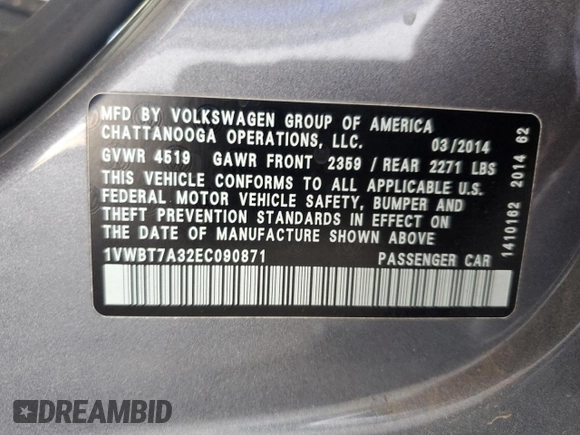 MFD BY VOLKSWAGEN GROUP OF AMERICA
CHATTANOOGA OPERATIONS, LLC. 03/2014
GVWR 4519 GAWR FRONT 2359 / REAR 2271 LBS
THIS VEHICLE CONFORMS TO ALL APPLICABLE U.S.
FEDERAL MOTOR VEHICLE SAFETY, BUMPER AND
THEFT PREVENTION STANDARDS IN EFFECT ON
THE DATE OF MANUFACTURE SHOWN ABOVE
1VWBT7A32EC090871 PASSENGER CAR
1410162 2014 62
DREAMBID